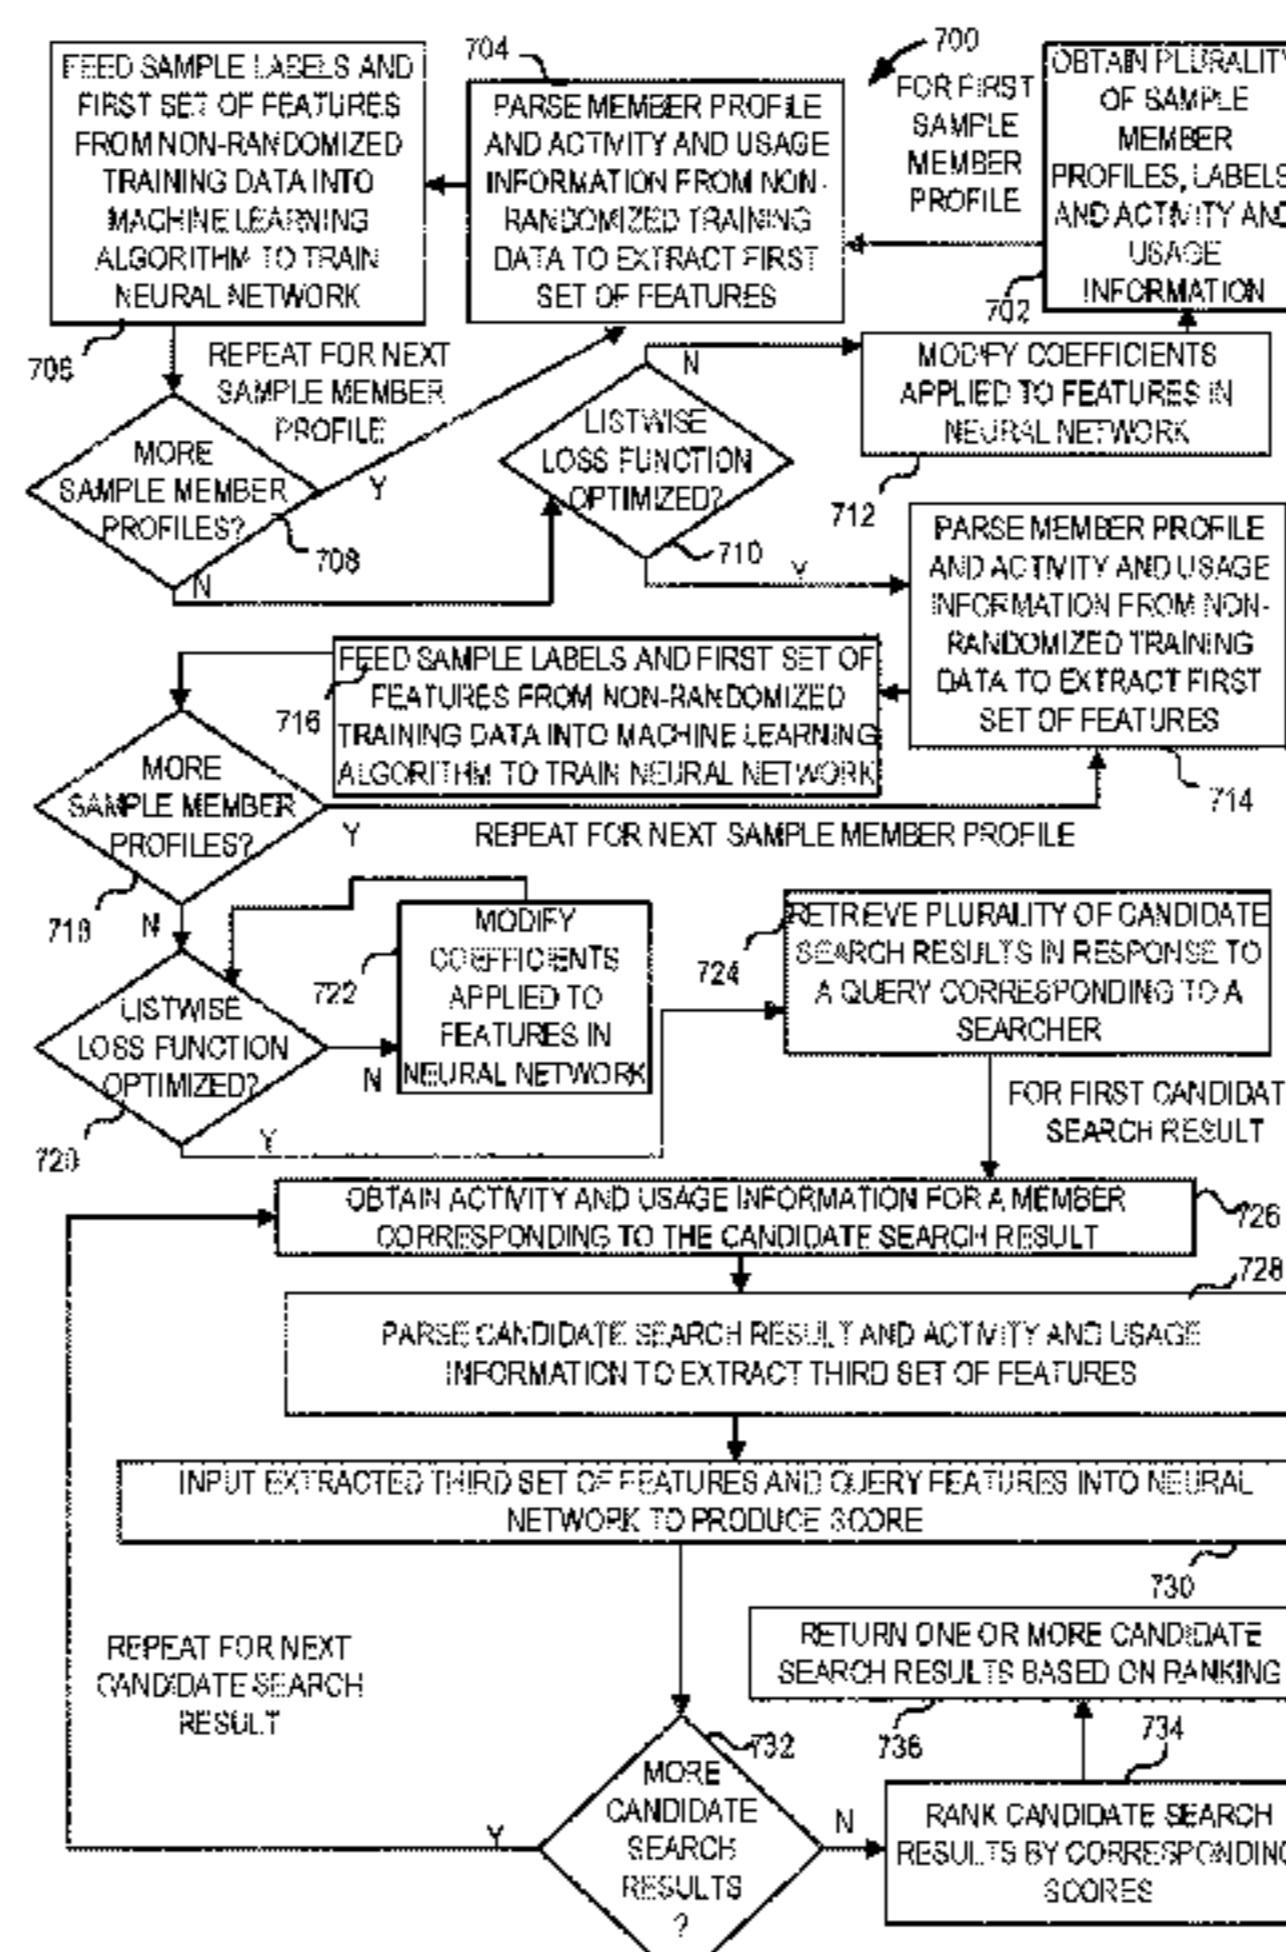 700
FOR FIRST
SAMPLE
MEMBER
PROFILE
OBTAIN PLURALITY
OF SAMPLE
MEMBER
PROFILES, LABELS
AND ACTIVITY AND
USAGE
INFORMATION
702
704
PARSE MEMBER PROFILE
AND ACTIVITY AND USAGE
INFORMATION FROM NON-
RANDOMIZED TRAINING
DATA TO EXTRACT FIRST
SET OF FEATURES
FEED SAMPLE LABELS AND
FIRST SET OF FEATURES
FROM NON-RANDOMIZED
TRAINING DATA INTO
MACHINE LEARNING
ALGORITHM TO TRAIN
NEURAL NETWORK
706
REPEAT FOR NEXT
SAMPLE MEMBER
PROFILE
MORE
SAMPLE MEMBER
PROFILES?
Y
708
N
LISTWISE
LOSS FUNCTION
OPTIMIZED?
N
710
Y
MODIFY COEFFICIENTS
APPLIED TO FEATURES IN
NEURAL NETWORK
712
PARSE MEMBER PROFILE
AND ACTIVITY AND USAGE
INFORMATION FROM NON-
RANDOMIZED TRAINING
DATA TO EXTRACT FIRST
SET OF FEATURES
714
FEED SAMPLE LABELS AND FIRST SET OF
FEATURES FROM NON-RANDOMIZED
TRAINING DATA INTO MACHINE LEARNING
ALGORITHM TO TRAIN NEURAL NETWORK
716
MORE
SAMPLE MEMBER
PROFILES?
Y
REPEAT FOR NEXT SAMPLE MEMBER PROFILE
718
N
LISTWISE
LOSS FUNCTION
OPTIMIZED?
N
720
Y
MODIFY
COEFFICIENTS
APPLIED TO
FEATURES IN
NEURAL NETWORK
722
RETRIEVE PLURALITY OF CANDIDATE
SEARCH RESULTS IN RESPONSE TO
A QUERY CORRESPONDING TO A
SEARCHER
724
FOR FIRST CANDIDAT
SEARCH RESULT
OBTAIN ACTIVITY AND USAGE INFORMATION FOR A MEMBER
CORRESPONDING TO THE CANDIDATE SEARCH RESULT
726
728
PARSE CANDIDATE SEARCH RESULT AND ACTIVITY AND USAGE
INFORMATION TO EXTRACT THIRD SET OF FEATURES
INPUT EXTRACTED THIRD SET OF FEATURES AND QUERY FEATURES INTO NEURAL
NETWORK TO PRODUCE SCORE
730
REPEAT FOR NEXT
CANDIDATE SEARCH
RESULT
RETURN ONE OR MORE CANDIDATE
SEARCH RESULTS BASED ON RANKING
736
734
732
MORE
CANDIDATE
SEARCH
RESULTS
?
Y
N
RANK CANDIDATE SEARCH
RESULTS BY CORRESPONDING
SCORES